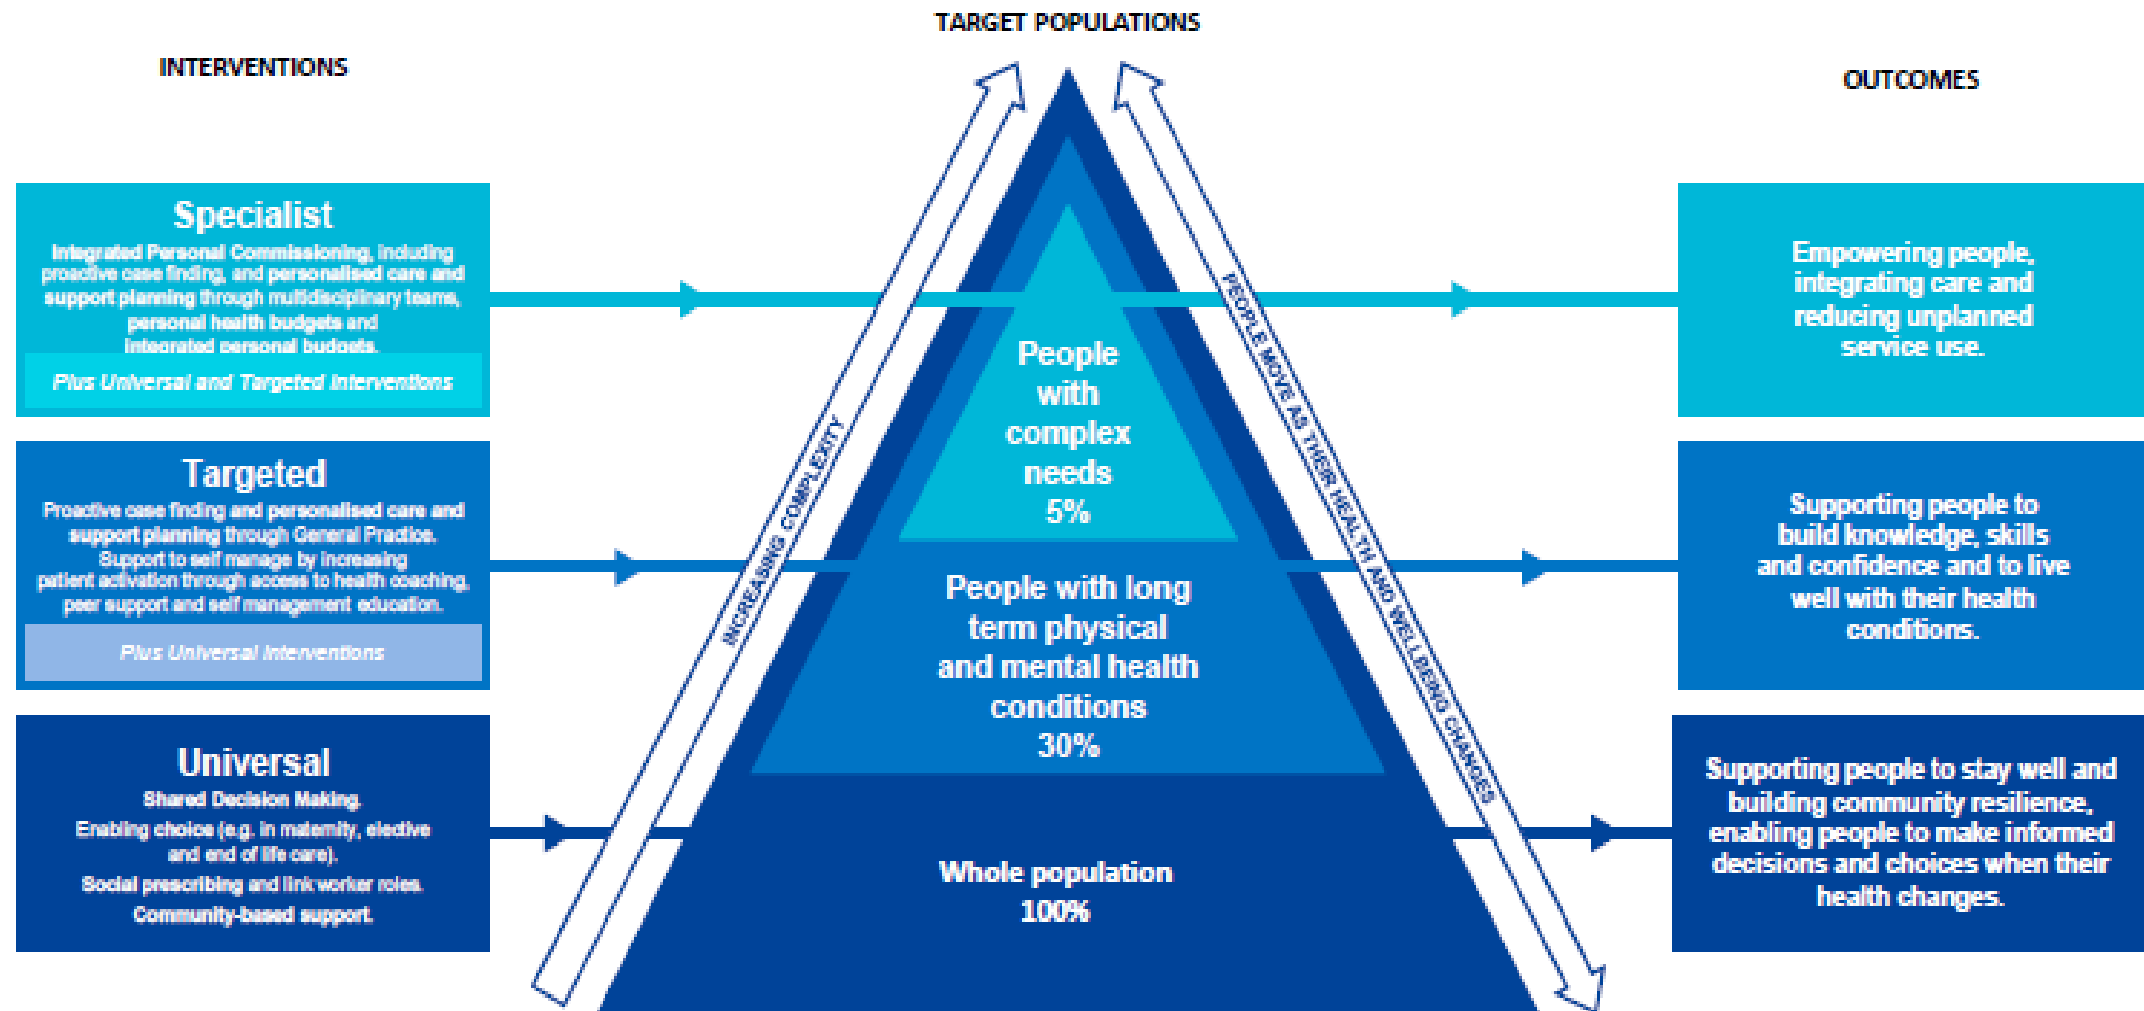 TARGET POPULATIONS
INTERVENTIONS
OUTCOMES
Specialist
Integrated Personal Commissioning, including
proactive case finding, and personalised care and
support planning through multidisciplinary teams,
personal health budgets and
integrated personal budgets.
Plus Universal and Targeted Interventions
Targeted
Proactive case finding and personalised care and
support planning through General Practice.
Support to self manage by increasing
patient activation through access to health coaching,
peer support and self management education.
Plus Universal Interventions
Universal
Shared Decision Making.
Enabling choice (e.g. in maternity, elective
and end of life care).
Social prescribing and link worker roles.
Community-based support.
INCREASING COMPLEXITY
People
with
complex
needs
5%
People with long
term physical
and mental health
conditions
30%
Whole population
100%
PEOPLE MOVE AS THEIR HEALTH AND WELLBEING CHANGES
Empowering people,
integrating care and
reducing unplanned
service use.
Supporting people to
build knowledge, skills
and confidence and to live
well with their health
conditions.
Supporting people to stay well and
building community resilience,
enabling people to make informed
decisions and choices when their
health changes.